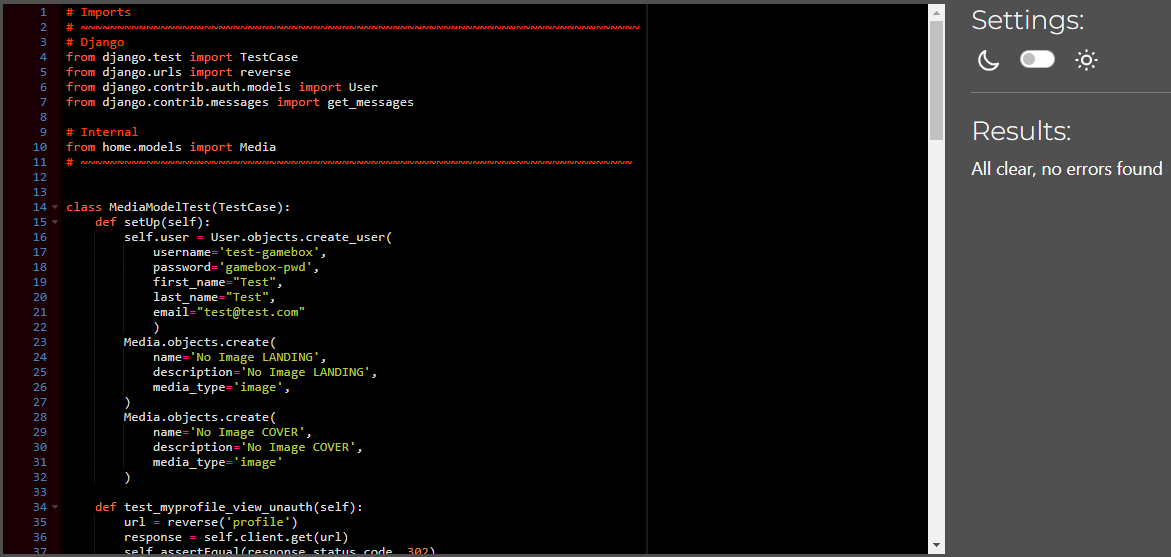 1 # Imports
2 # ~~~~~~~~~~~~~~~~~~~~~~~~~~~~~~~~~~~~~~~~~~~~~~~~~~~~~~~~~~~~~~~~~~~~~~~~~~~~~
3 # Django
4 from django.test import TestCase
5 from django.urls import reverse
6 from django.contrib.auth.models import User
7 from django.contrib.messages import get_messages
8
9 # Internal
10 from home.models import Media
11 # ~~~~~~~~~~~~~~~~~~~~~~~~~~~~~~~~~~~~~~~~~~~~~~~~~~~~~~~~~~~~~~~~~~~~~~~~~~~~
12
13
14 class MediaModelTest(TestCase):
15     def setUp(self):
16         self.user = User.objects.create_user(
17             username='test-gamebox',
18             password='gamebox-pwd',
19             first_name="Test",
20             last_name="Test",
21             email="test@test.com"
22             )
23         Media.objects.create(
24             name='No Image LANDING',
25             description='No Image LANDING',
26             media_type='image',
27         )
28         Media.objects.create(
29             name='No Image COVER',
30             description='No Image COVER',
31             media_type='image'
32         )
33
34     def test_myprofile_view_unauth(self):
35         url = reverse('profile')
36         response = self.client.get(url)
37         self.assertEqual(response.status_code, 302)
Settings:
Results:
All clear, no errors found